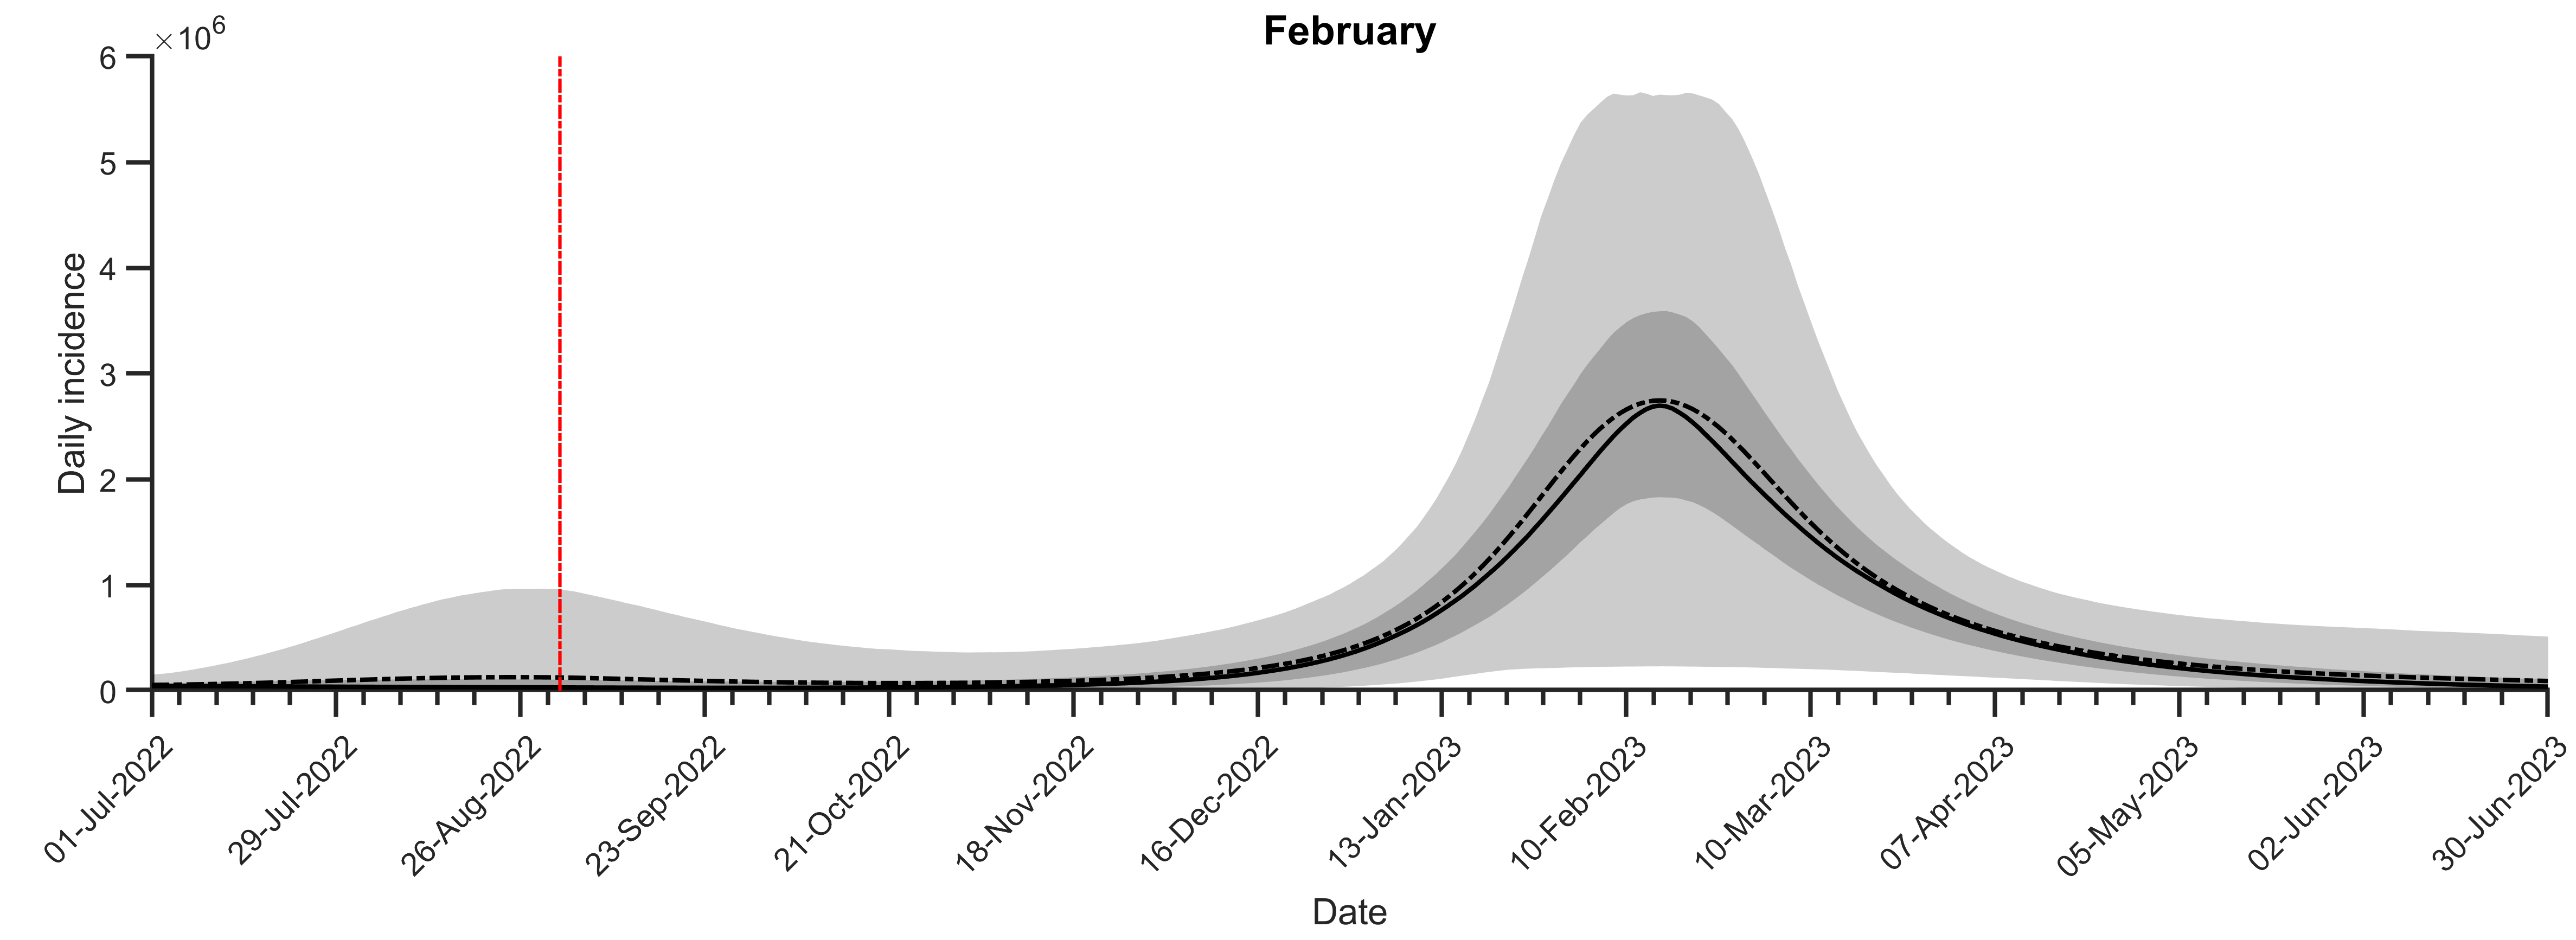 February
×10⁶
6
5
4
3
2
1
0
Daily incidence
01-Jul-2022
29-Jul-2022
26-Aug-2022
23-Sep-2022
21-Oct-2022
18-Nov-2022
16-Dec-2022
13-Jan-2023
10-Feb-2023
10-Mar-2023
07-Apr-2023
05-May-2023
02-Jun-2023
30-Jun-2023
Date